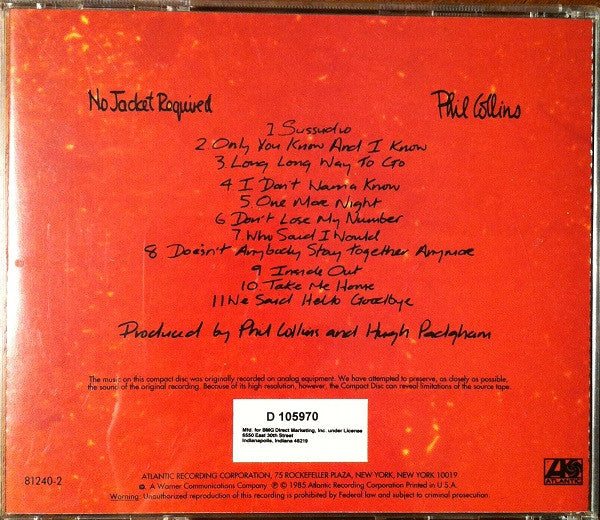 No Jacket Required
Phil Collins
1 Sussudio
2 Only You Know And I Know
3 Long Long Way To Go
4 I Don't Wanna Know
5. One More Night
6 Don't Lose My Number
7. Who Said I Would
8 Doesn't Anybody Stay Together Anymore
9 Inside Out
10 Take Me Home
11 We Said Hello Goodbye
Produced by Phil Collins and Hugh Padgham
The music on this compact disc was originally recorded on analog equipment. We have attempted to preserve, as closely as possible,
the sound of the original recording. Because of its high resolution, however, the Compact Disc can reveal limitations of the source tape.
D 105970
Mfd. for BMG Direct Marketing, Inc. under License
6550 East 30th Street
Indianapolis, Indiana 46219
81240-2
ATLANTIC RECORDING CORPORATION, 75 ROCKEFELLER PLAZA, NEW YORK, NEW YORK 10019
A Warner Communications Company ℗ © 1985 Atlantic Recording Corporation Printed in U.S.A.
Warning: Unauthorized reproduction of this recording is prohibited by Federal law and subject to criminal prosecution.
ATLANTIC